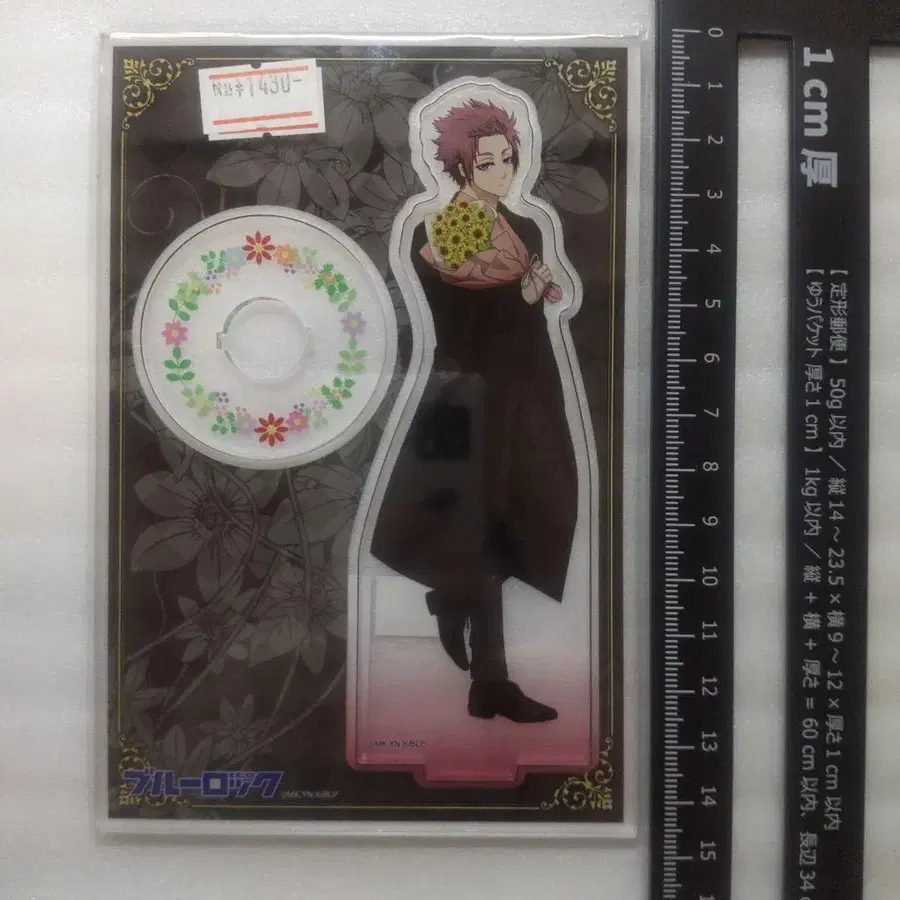 税込¥1430-
©MK,YN,K/BLP
ブルーロック
©MK,YN,K/BLP
0
1
2
3
4
5
6
7
8
9
10
11
12
13
14
15
1cm厚
【定形郵便】50g以内/縦14~23.5×横9~12×厚さ1cm以内
【ゆうパケット厚さ1cm】1kg以内/縦+横+厚さ=60cm以内、長辺34